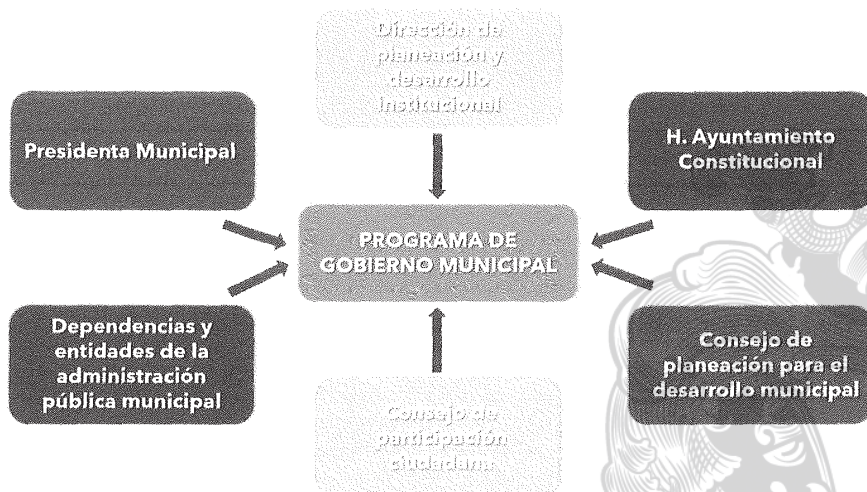 Dirección de
planeación y
desarrollo
institucional
Presidenta Municipal
H. Ayuntamiento
Constitucional
PROGRAMA DE
GOBIERNO MUNICIPAL
Dependencias y
entidades de la
administración
pública municipal
Consejo de
planeación para el
desarrollo municipal
Consejo de
participación
ciudadana